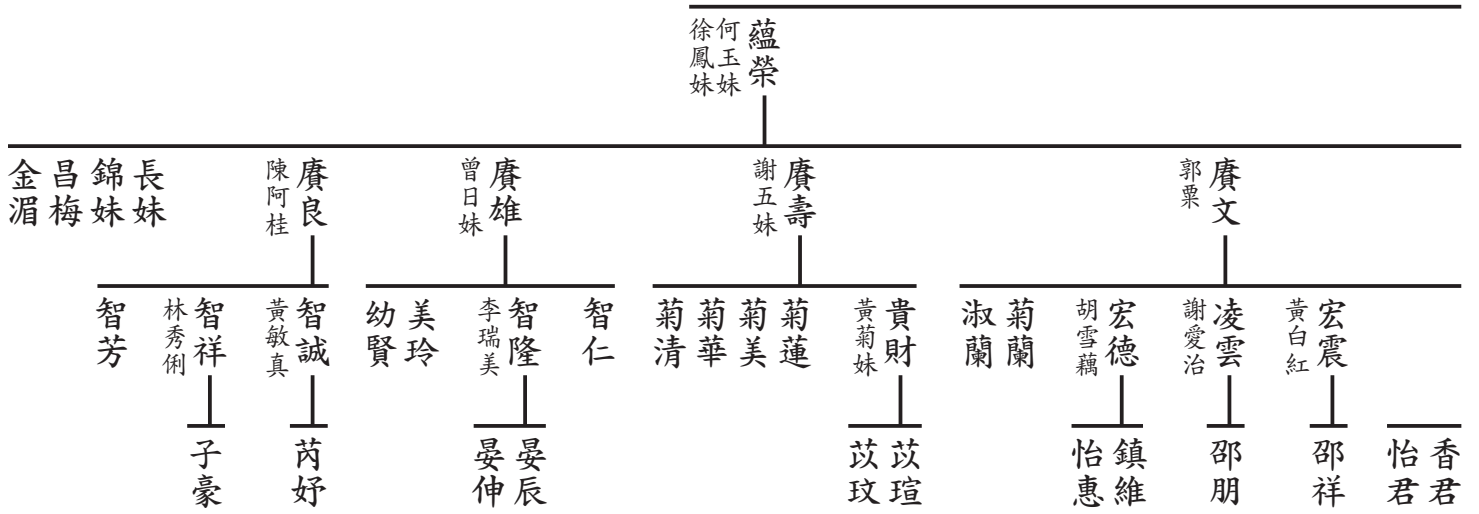 蘊榮
何玉妹
徐鳳妹
賡文
郭粟
賡壽
謝五妹
賡雄
曾日妹
賡良
陳阿桂
長妹
錦妹
昌梅
金湄
宏震
黃白紅
凌雲
謝愛治
宏德
胡雪藕
菊蘭
淑蘭
貴財
黃菊妹
菊蓮
菊美
菊華
菊清
智仁
智隆
李瑞美
美玲
幼賢
智誠
黃敏真
智祥
林秀俐
智芳
香君
怡君
邵祥
邵朋
鎮維
怡惠
苡瑄
苡玟
晏辰
晏伸
芮妤
子豪